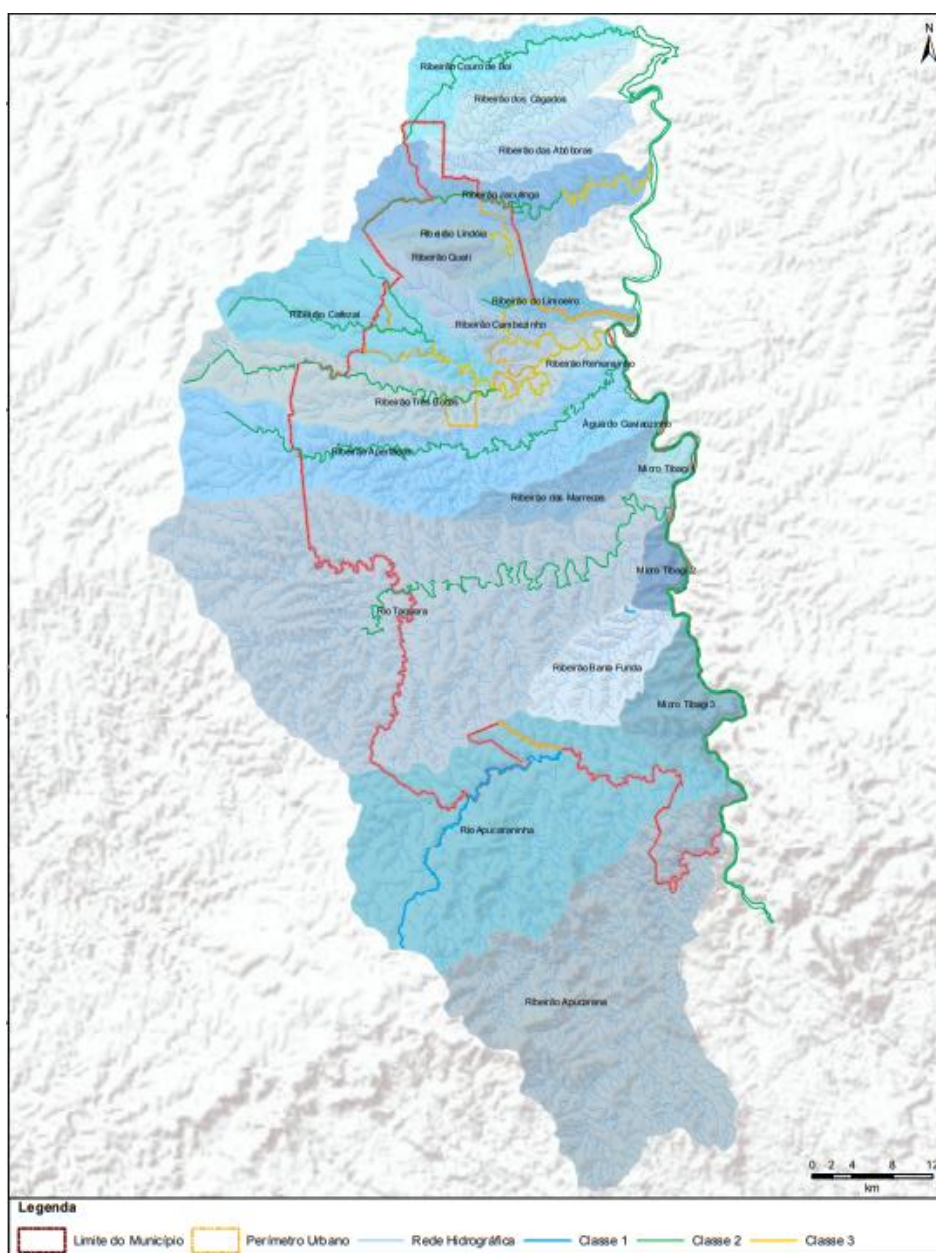 N
Ribeirão Couro de Boi
Ribeirão dos Cágados
Ribeirão das Abóboras
Ribeirão Jacutinga
Ribeirão Lindóia
Ribeirão Quati
Ribeirão do Limoeiro
Ribeirão Cafezal
Ribeirão Cambezinho
Ribeirão Três Bocas
Água do Gaviaozinho
Ribeirão Apertados
Micro Tibagi 1
Ribeirão das Marrecas
Micro Tibagi 2
Rio Taquara
Ribeirão Barra Funda
Micro Tibagi 3
Rio Apucaraninha
Ribeirão Apucarana
0 2 4 8 12
km
Legenda
Limite do Município Perímetro Urbano Rede Hidrográfica Classe 1 Classe 2 Classe 3